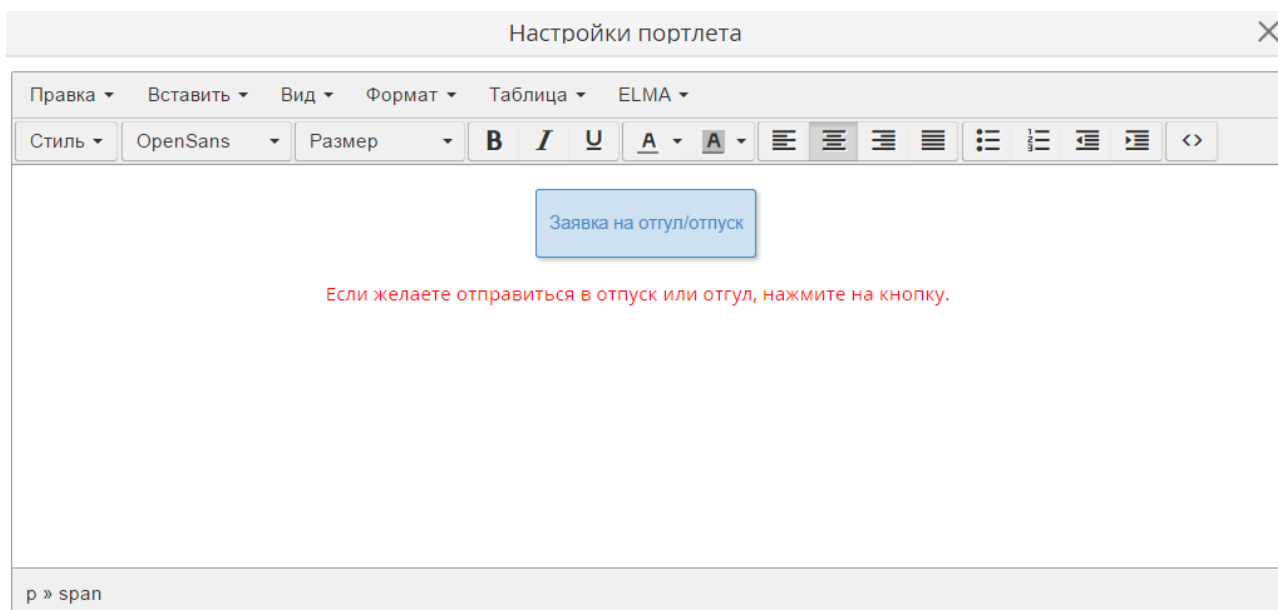 Настройки портлета
Правка Вставить Вид Формат Таблица ELMA
Стиль OpenSans Размер B I U A A
Заявка на отгул/отпуск
Если желаете отправиться в отпуск или отгул, нажмите на кнопку.
p » span